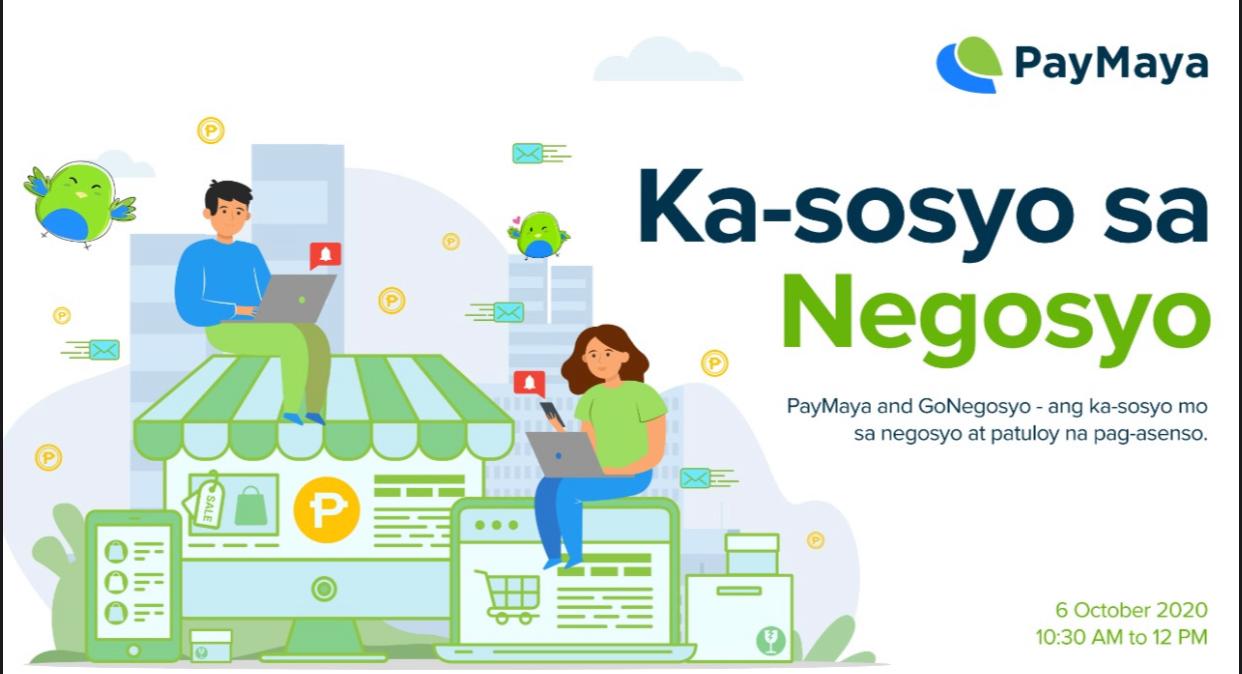 PayMaya
Ka-sosyo sa
Negosyo
PayMaya and GoNegosyo - ang ka-sosyo mo
sa negosyo at patuloy na pag-asenso.
SALE
6 October 2020
10:30 AM to 12 PM